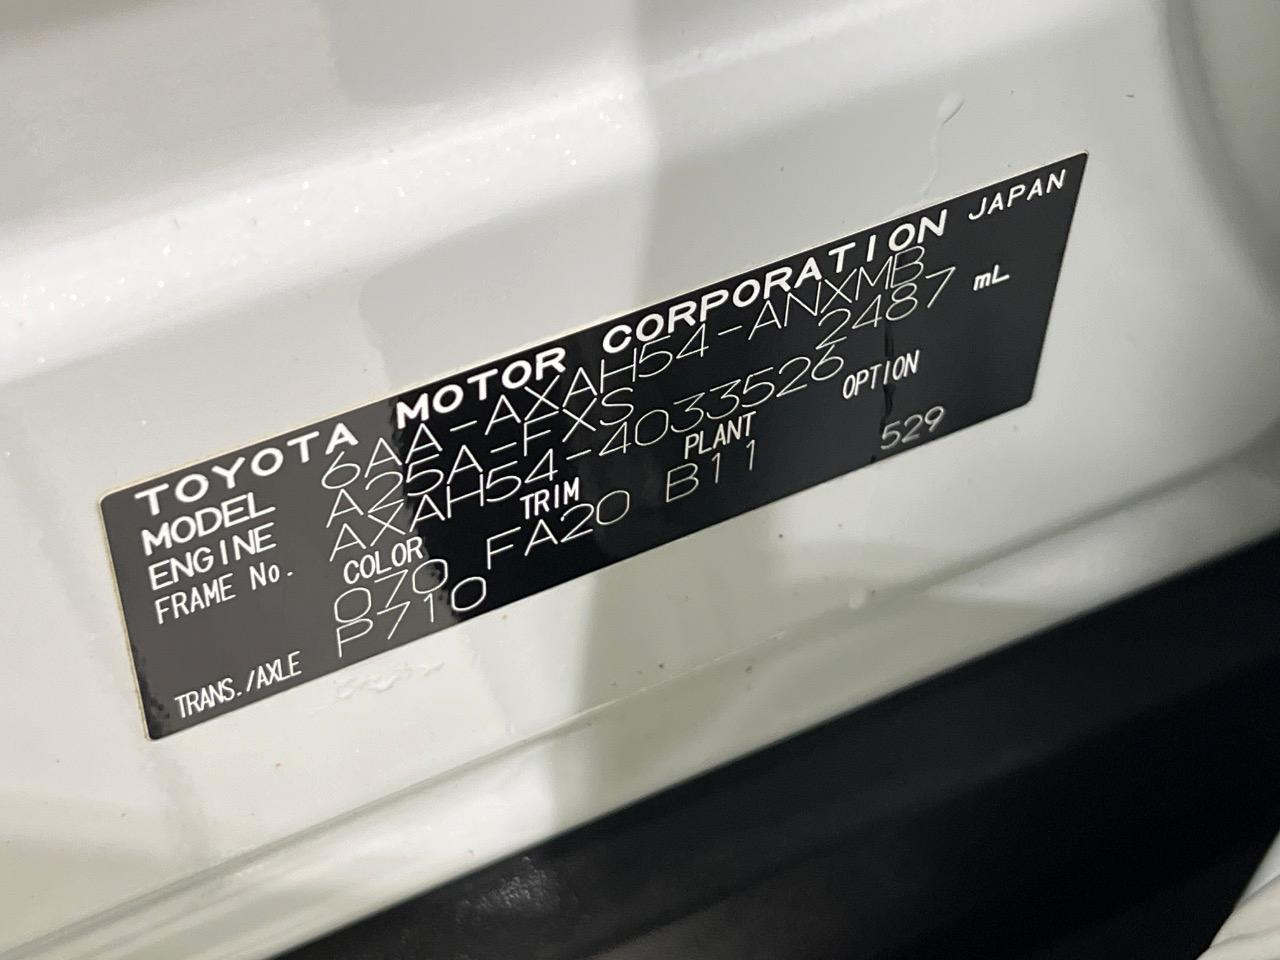 TOYOTA MOTOR CORPORATION JAPAN
MODEL 6AA-AXAH54-ANXMB
ENGINE A25A-FXS 2487 mL
FRAME No. AXAH54-4033526
COLOR TRIM PLANT OPTION
070 FA20 B11 529
TRANS./AXLE P710